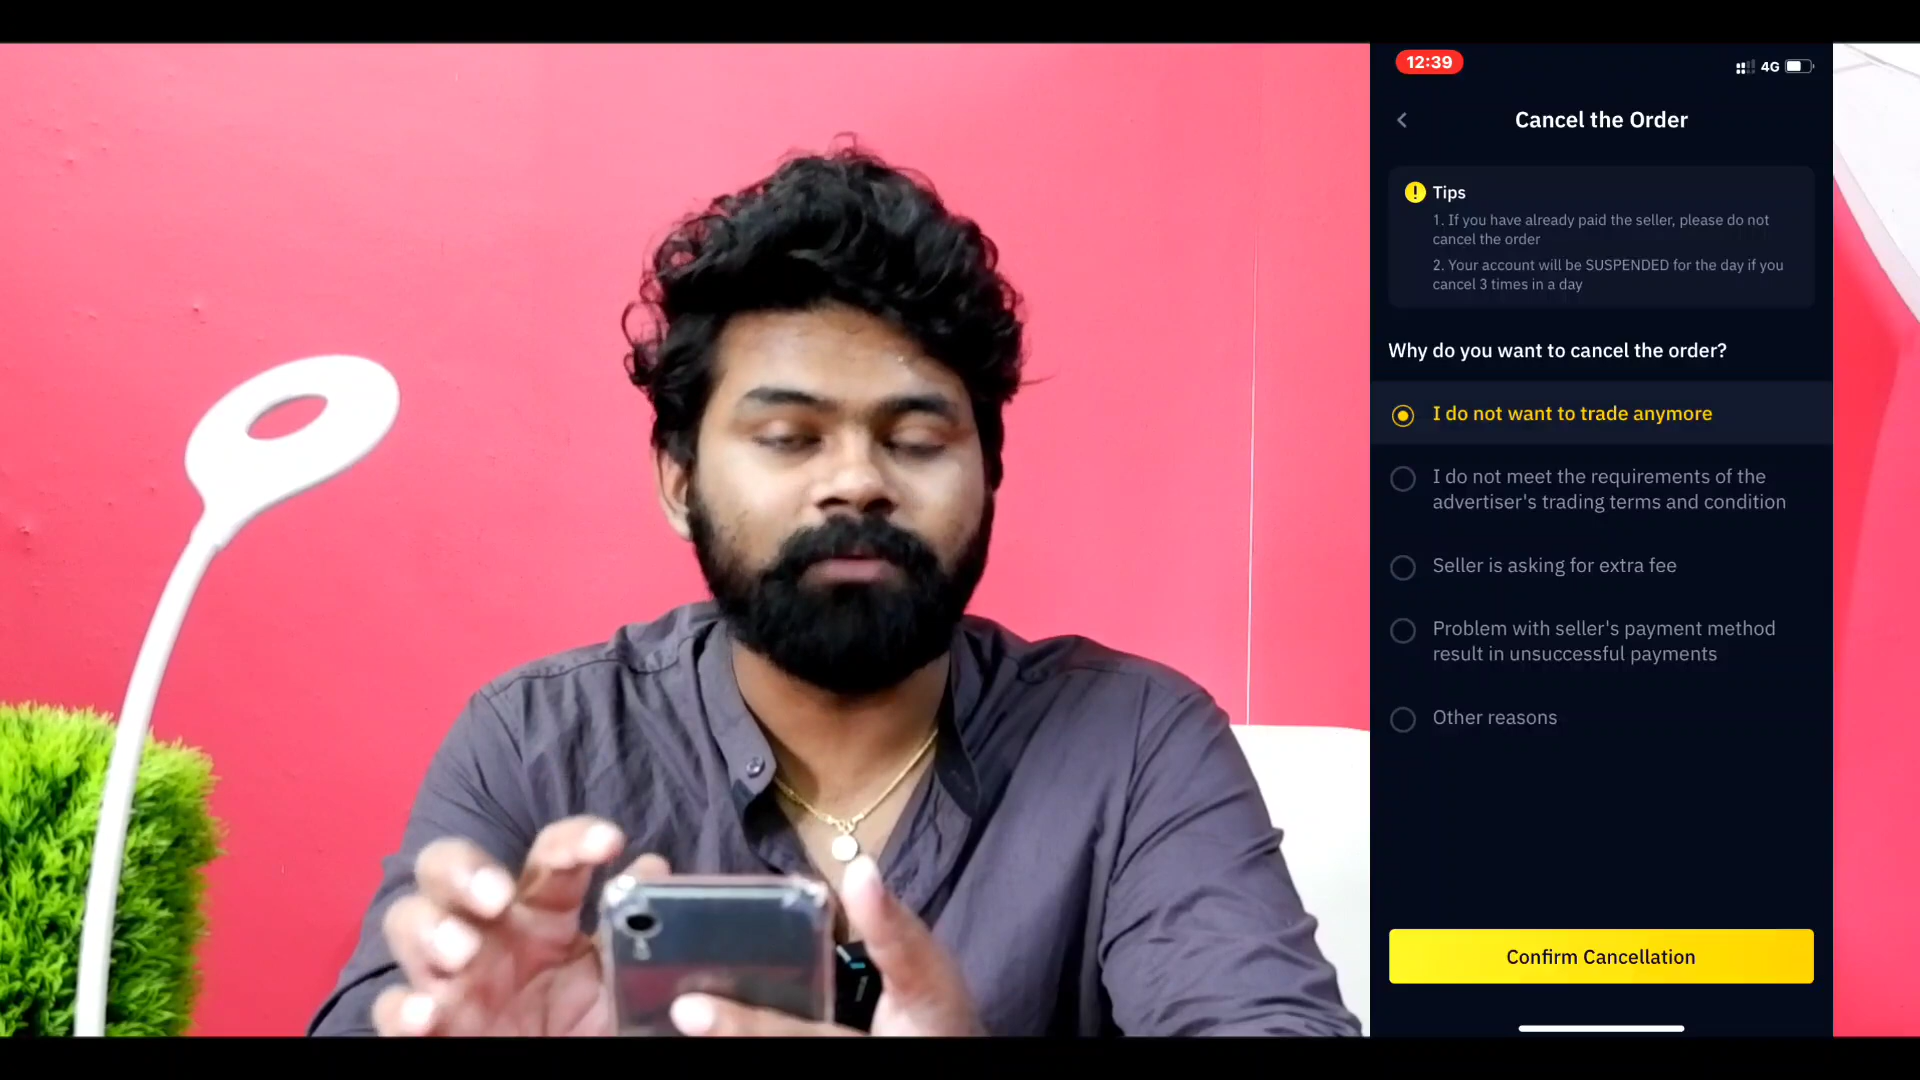 12:39
4G
Cancel the Order
! Tips
1. If you have already paid the seller, please do not
cancel the order
2. Your account will be SUSPENDED for the day if you
cancel 3 times in a day
Why do you want to cancel the order?
I do not want to trade anymore
I do not meet the requirements of the
advertiser's trading terms and condition
Seller is asking for extra fee
Problem with seller's payment method
result in unsuccessful payments
Other reasons
Confirm Cancellation